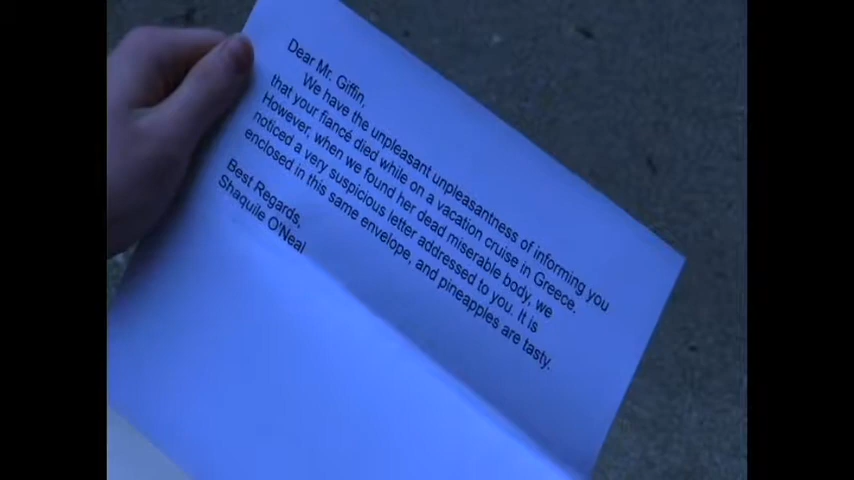 Dear Mr. Giffin,
We have the unpleasant unpleasantness of informing you
that your fiancé died while on a vacation cruise in Greece.
However, when we found her dead miserable body, we
noticed a very suspicious letter addressed to you. It is
enclosed in this same envelope, and pineapples are tasty.
Best Regards,
Shaquile O'Neal